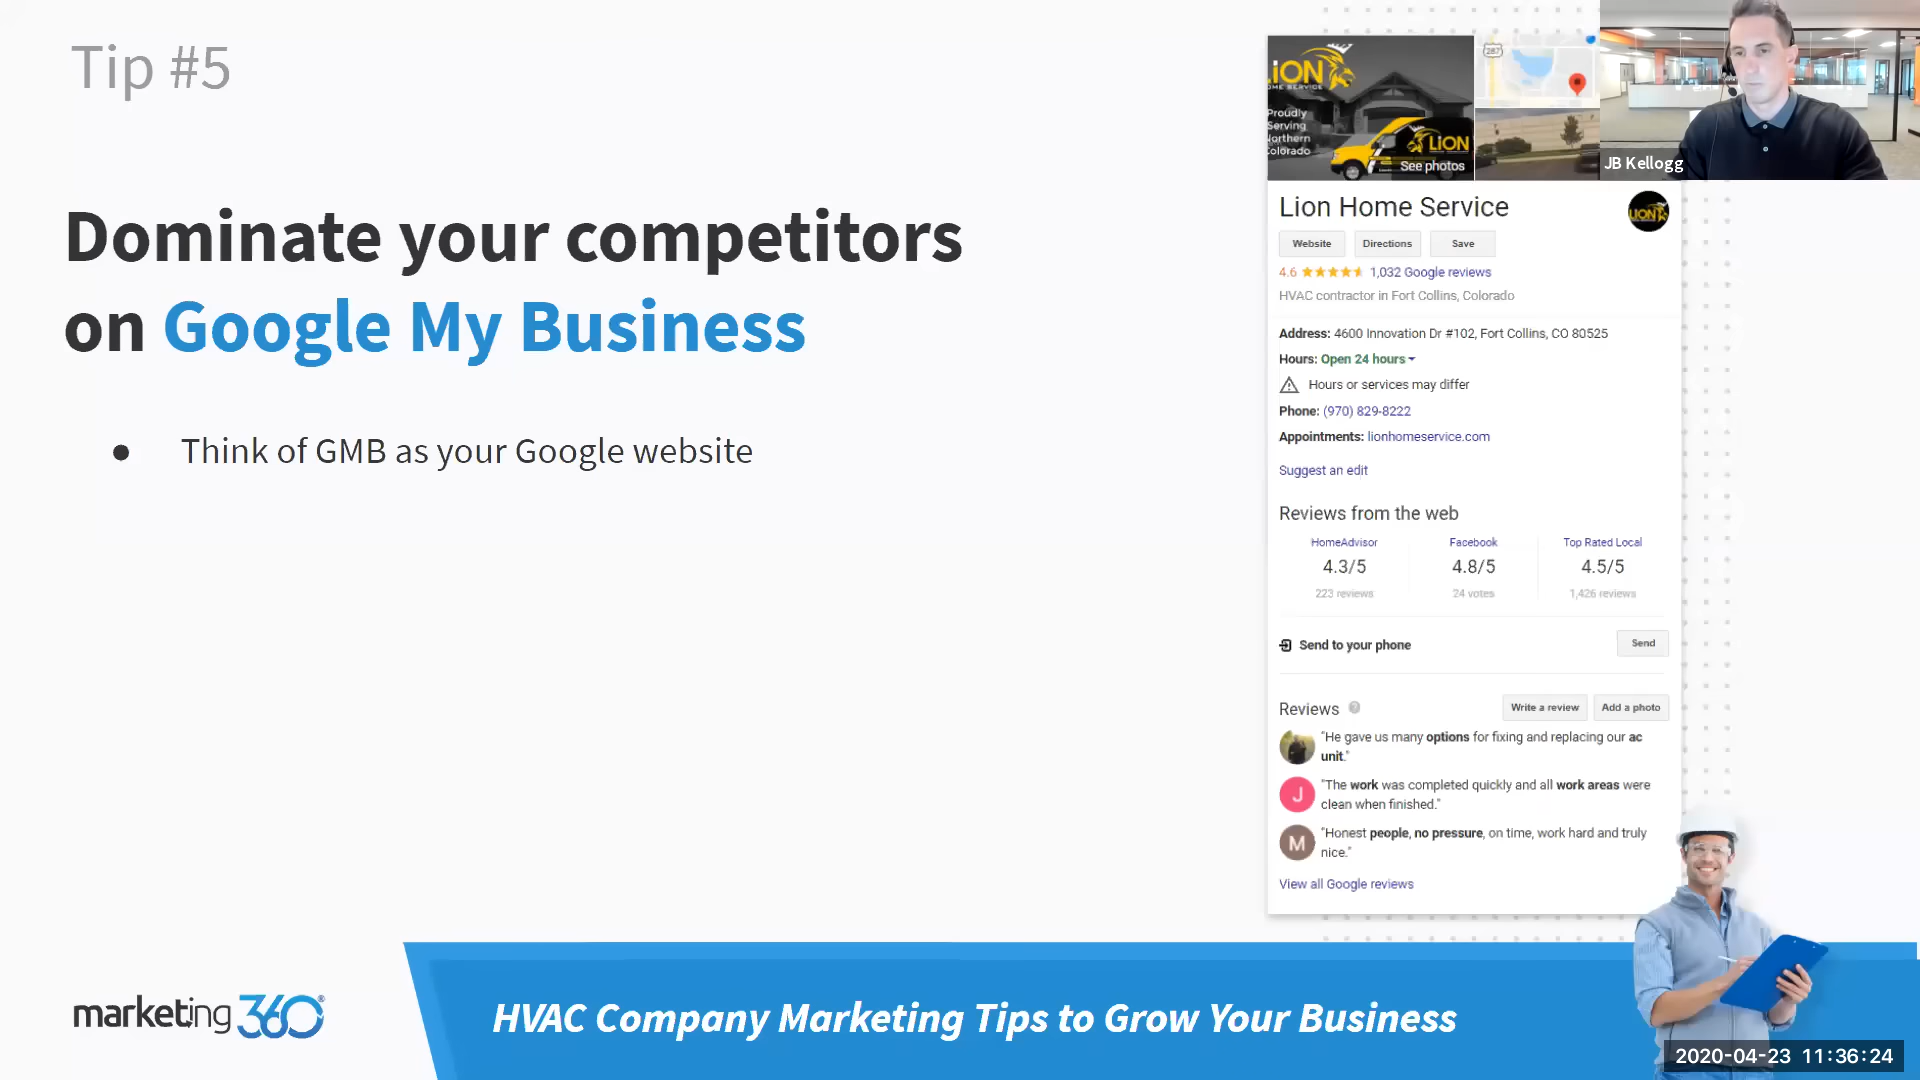 Tip #5
Dominate your competitors
on Google My Business
● Think of GMB as your Google website
LION
HOME SERVICE
Proudly
Serving
Northern
Colorado
LION
See photos
287
JB Kellogg
Lion Home Service
LION
Website Directions Save
4.6 1,032 Google reviews
HVAC contractor in Fort Collins, Colorado
Address: 4600 Innovation Dr #102, Fort Collins, CO 80525
Hours: Open 24 hours
Hours or services may differ
Phone: (970) 829-8222
Appointments: lionhomeservice.com
Suggest an edit
Reviews from the web
HomeAdvisor Facebook Top Rated Local
4.3/5 4.8/5 4.5/5
223 reviews 24 votes 1,426 reviews
Send to your phone Send
Reviews ? Write a review Add a photo
"He gave us many options for fixing and replacing our ac
unit."
J
"The work was completed quickly and all work areas were
clean when finished."
M
"Honest people, no pressure, on time, work hard and truly
nice."
View all Google reviews
marketing 360®
HVAC Company Marketing Tips to Grow Your Business
2020-04-23 11:36:24